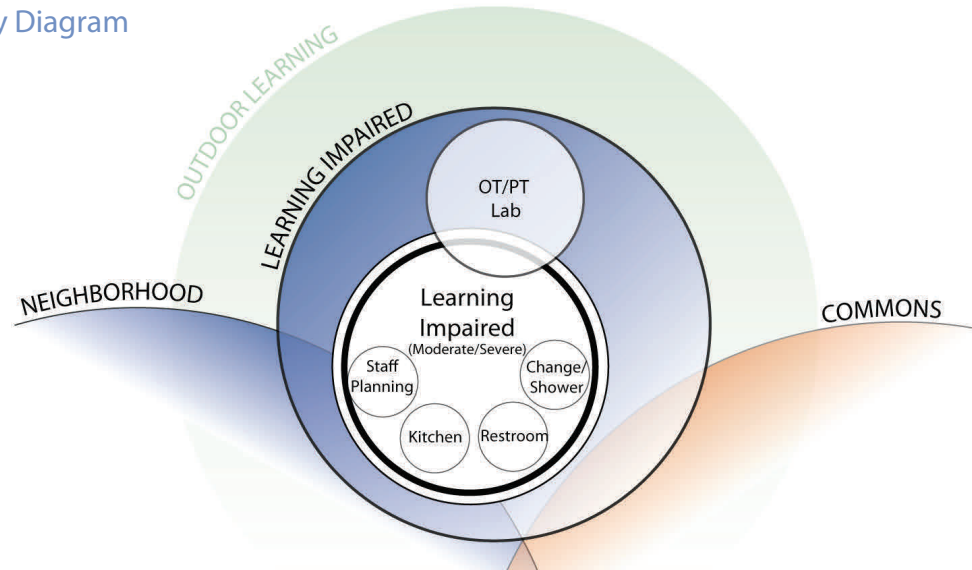 y Diagram
OUTDOOR LEARNING
LEARNING IMPAIRED
OT/PT
Lab
NEIGHBORHOOD
COMMONS
Learning
Impaired
(Moderate/Severe)
Staff
Planning
Change/
Shower
Kitchen
Restroom